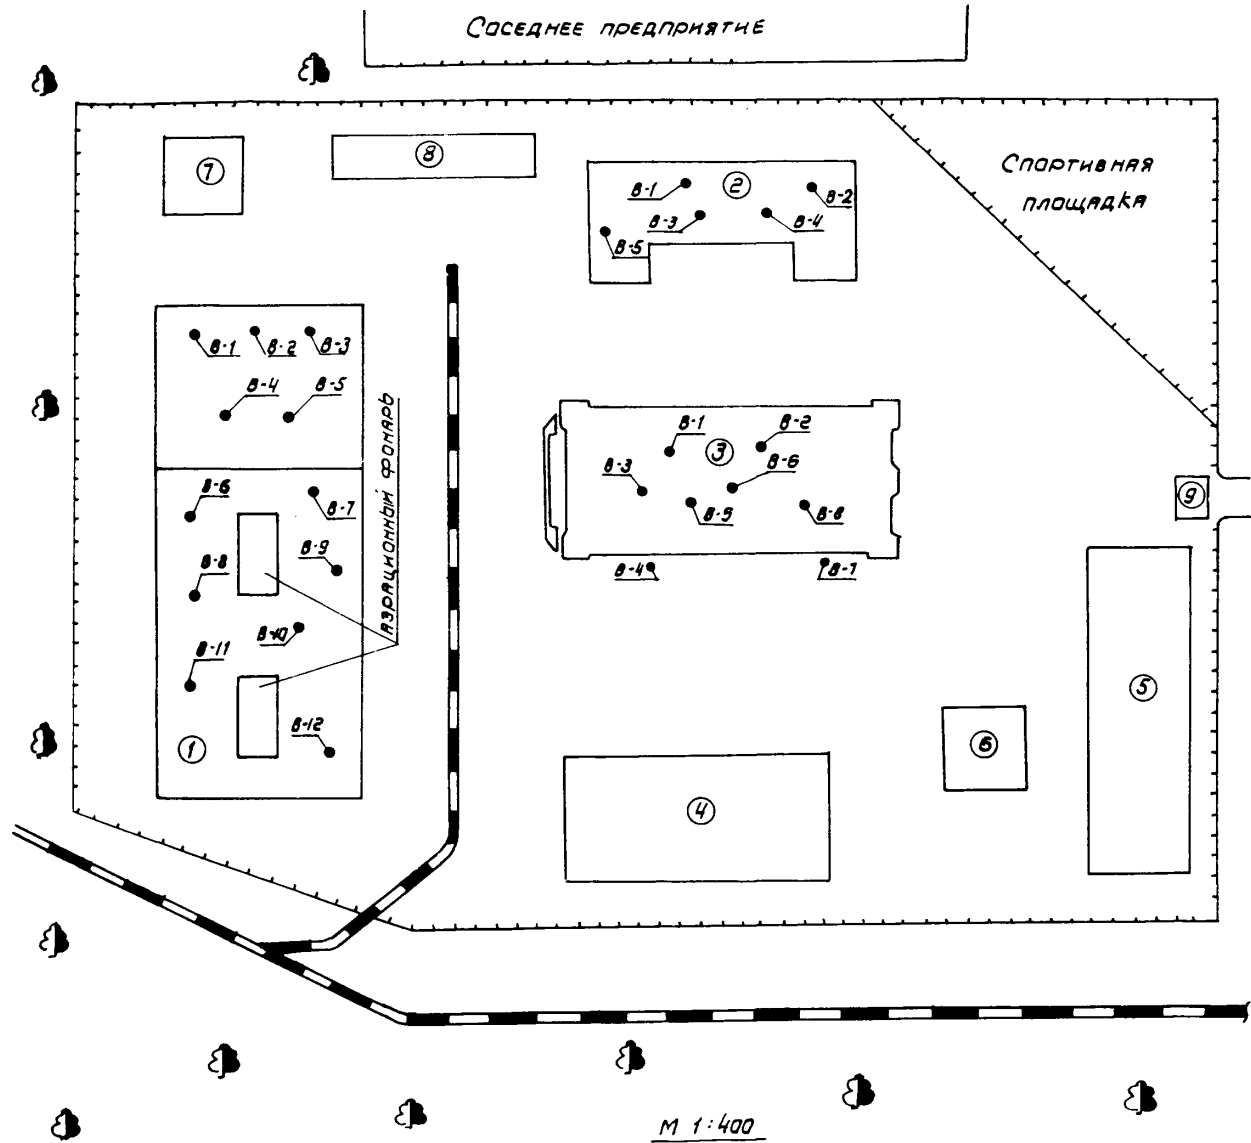 Соседнее предприятие
Спортивная
площадка
7
8
2
В-1
В-2
В-3
В-4
В-5
В-1
В-2
В-3
В-4
В-5
аэрационный фонарь
В-6
В-7
В-8
В-9
В-10
В-11
В-12
1
В-1
3
В-2
В-3
В-6
В-5
В-8
В-4
В-7
9
5
6
4
М 1:400